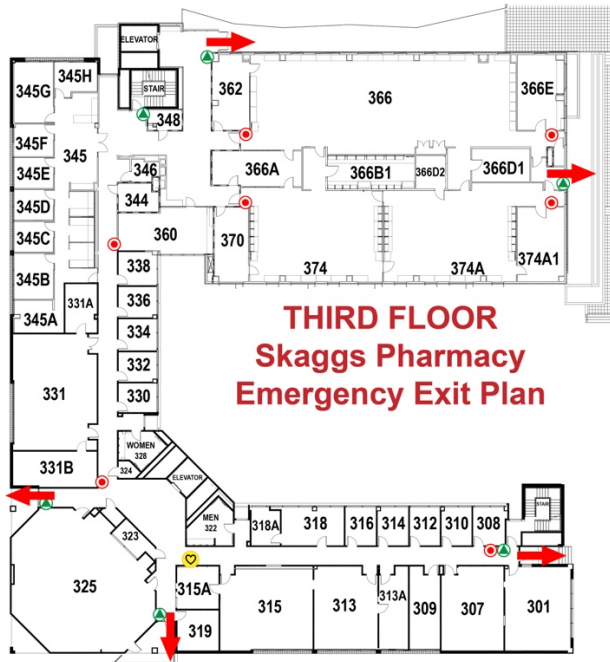 ELEVATOR
STAIR
345H
345G
348
362
366
366E
345F
345
345E
346
366A
366B1
366D2
366D1
345D
344
345C
360
370
374
374A
374A1
345B
338
331A
336
345A
334
331
332
330
THIRD FLOOR
Skaggs Pharmacy
Emergency Exit Plan
WOMEN
328
324
331B
ELEVATOR
MEN
322
318A
318
316
314
312
310
308
STAIR
323
325
315A
315
313
313A
309
307
301
319